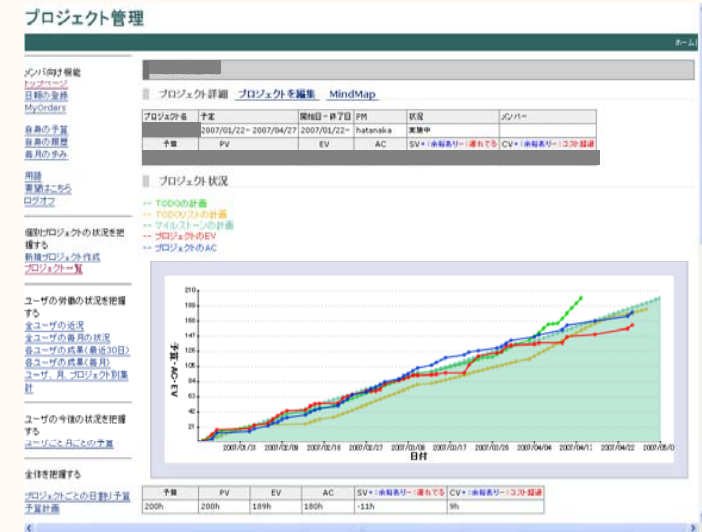 プロジェクト管理
ホーム|
メンバ向け機能
トップページ
日報の登録
MyOrders
自身の予算
自身の履歴
毎月の歩み
用語
要望はこちら
ログオフ
個別プロジェクトの状況を把
握する
新規プロジェクト作成
プロジェクト一覧
ユーザの労働の状況を把握
する
全ユーザの近況
全ユーザの毎月の状況
各ユーザの成果(最近30日)
各ユーザの成果(毎月)
ユーザ、月、プロジェクト別集
計
ユーザの今後の状況を把握
する
ユーザごと月ごとの予算
全体を把握する
プロジェクトごとの日割り予算
予算計画
プロジェクト詳細 プロジェクトを編集 MindMap
プロジェクト名 予定 開始日-終了日 PM 状況 メンバー
2007/01/22~2007/04/27 2007/01/22~ hatanaka 実施中
予算 PV EV AC SV+:余裕あり-:遅れてる CV+:余裕あり-:コスト超過
プロジェクト状況
-- TODOの計画
-- TODOリストの計画
-- マイルストーンの計画
-- プロジェクトのEV
-- プロジェクトのAC
210
189
168
147
126
105
84
63
42
21
予算・AC・EV
2007/01/31 2007/02/09 2007/02/18 2007/02/27 2007/03/08 2007/03/17 2007/03/26 2007/04/04 2007/04/13 2007/04/22 2007/05/0
日付
予算 PV EV AC SV+:余裕あり-:遅れてる CV+:余裕あり-:コスト超過
200h 200h 189h 180h -11h 9h